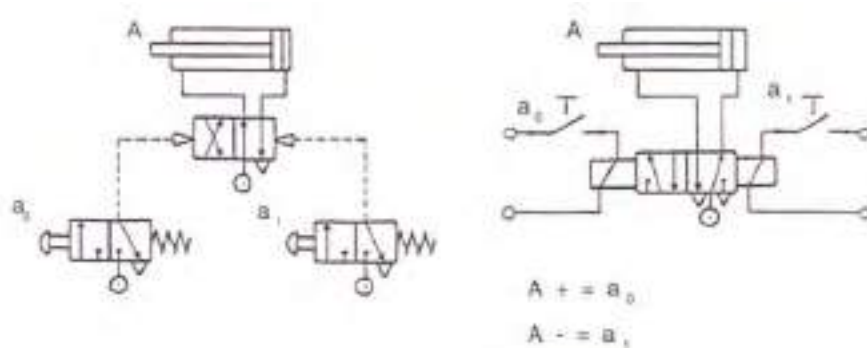 A
a₀
a₁
A
a₀
a₁
A + = a₀
A - = a₁